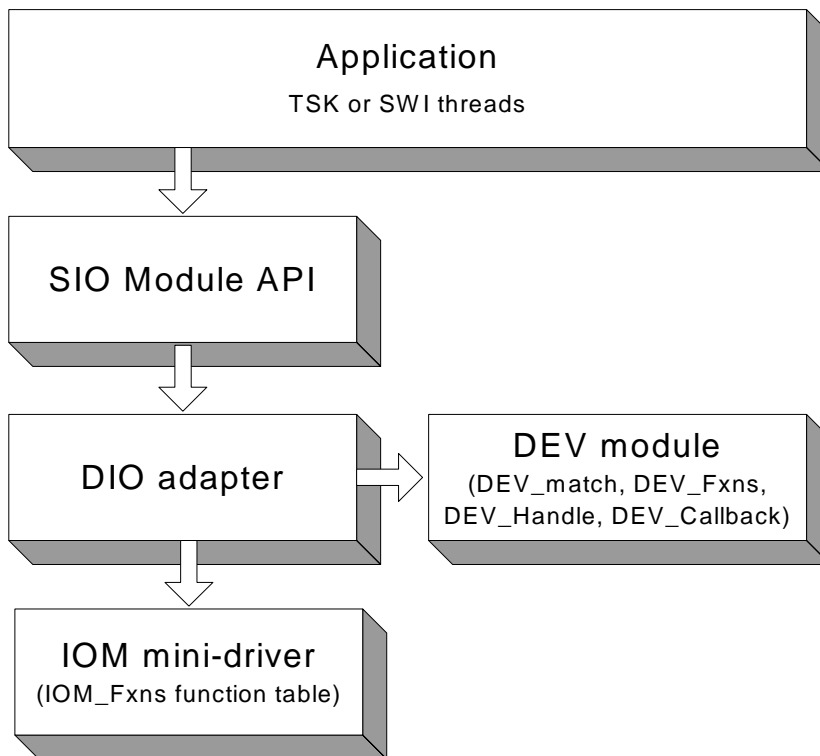 Application
TSK or SWI threads
SIO Module API
DIO adapter
DEV module
(DEV_match, DEV_Fxns,
DEV_Handle, DEV_Callback)
IOM mini-driver
(IOM_Fxns function table)